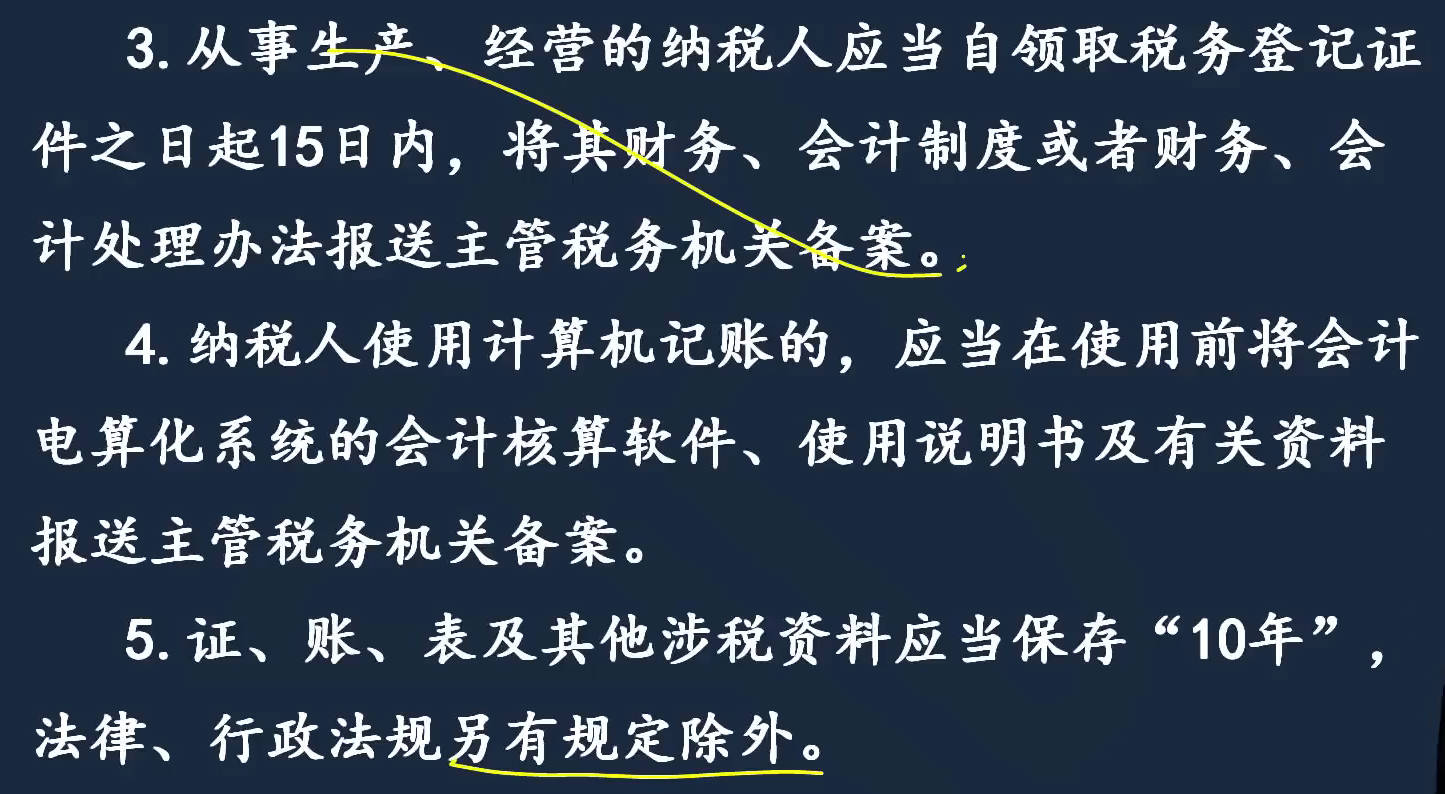 3. 从事生产、经营的纳税人应当自领取税务登记证
件之日起15日内，将其财务、会计制度或者财务、会
计处理办法报送主管税务机关备案。
4. 纳税人使用计算机记账的，应当在使用前将会计
电算化系统的会计核算软件、使用说明书及有关资料
报送主管税务机关备案。
5. 证、账、表及其他涉税资料应当保存“10年”，
法律、行政法规另有规定除外。